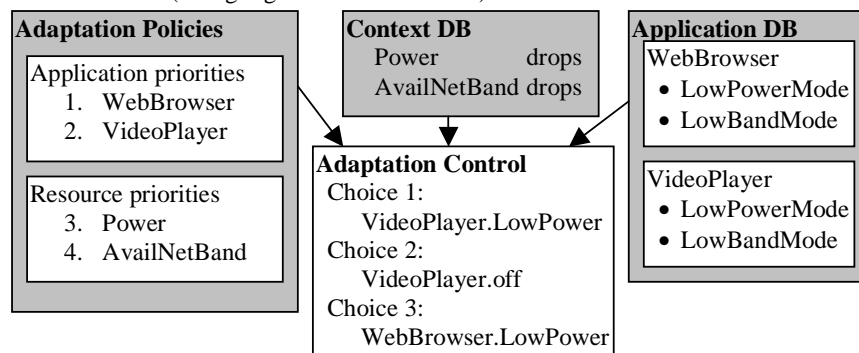 Adaptation Policies
Application priorities
1. WebBrowser
2. VideoPlayer
Resource priorities
3. Power
4. AvailNetBand
Context DB
Power drops
AvailNetBand drops
Adaptation Control
Choice 1:
VideoPlayer.LowPower
Choice 2:
VideoPlayer.off
Choice 3:
WebBrowser.LowPower
Application DB
WebBrowser
• LowPowerMode
• LowBandMode
VideoPlayer
• LowPowerMode
• LowBandMode